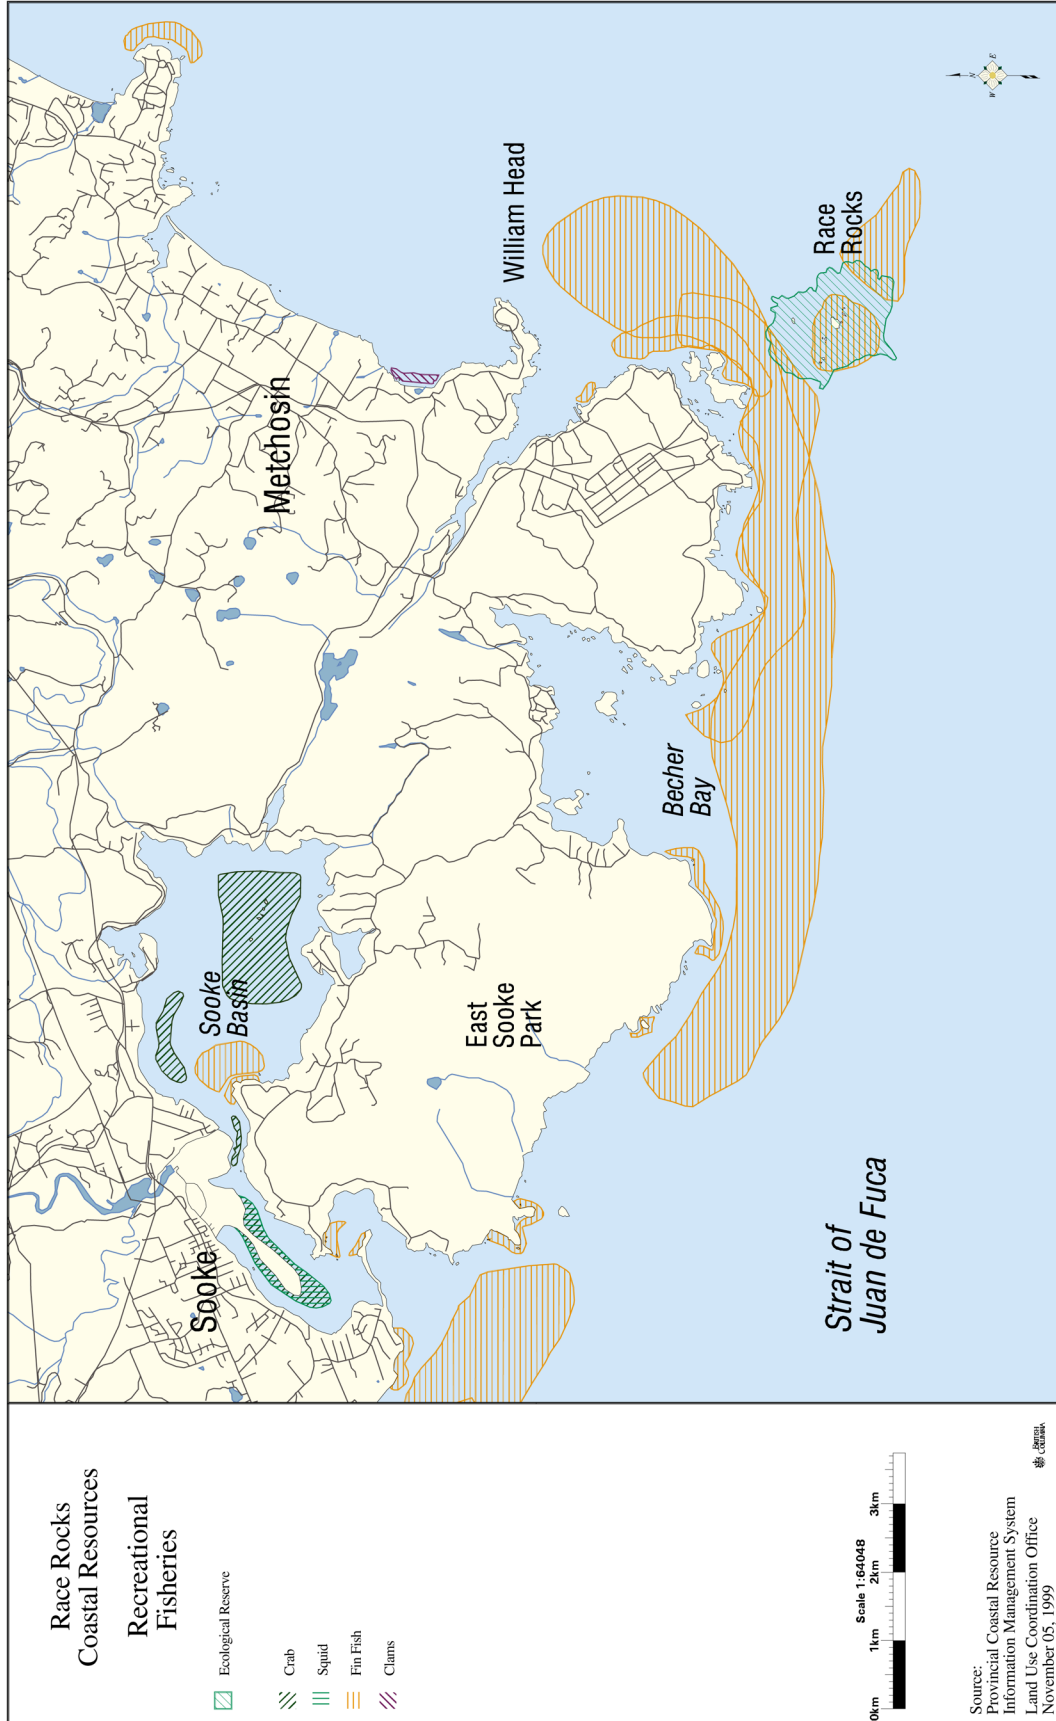 Race Rocks
Coastal Resources
Recreational
Fisheries
Ecological Reserve
Crab
Squid
Fin Fish
Clams
Scale 1:64048
0km
1km
2km
3km
Source:
Provincial Coastal Resource
Information Management System
Land Use Coordination Office
November 05, 1999
BRITISH
COLUMBIA
Sooke
Sooke
Basin
Metchosin
William Head
East
Sooke
Park
Becher
Bay
Race
Rocks
Strait of
Juan de Fuca
N
E
W